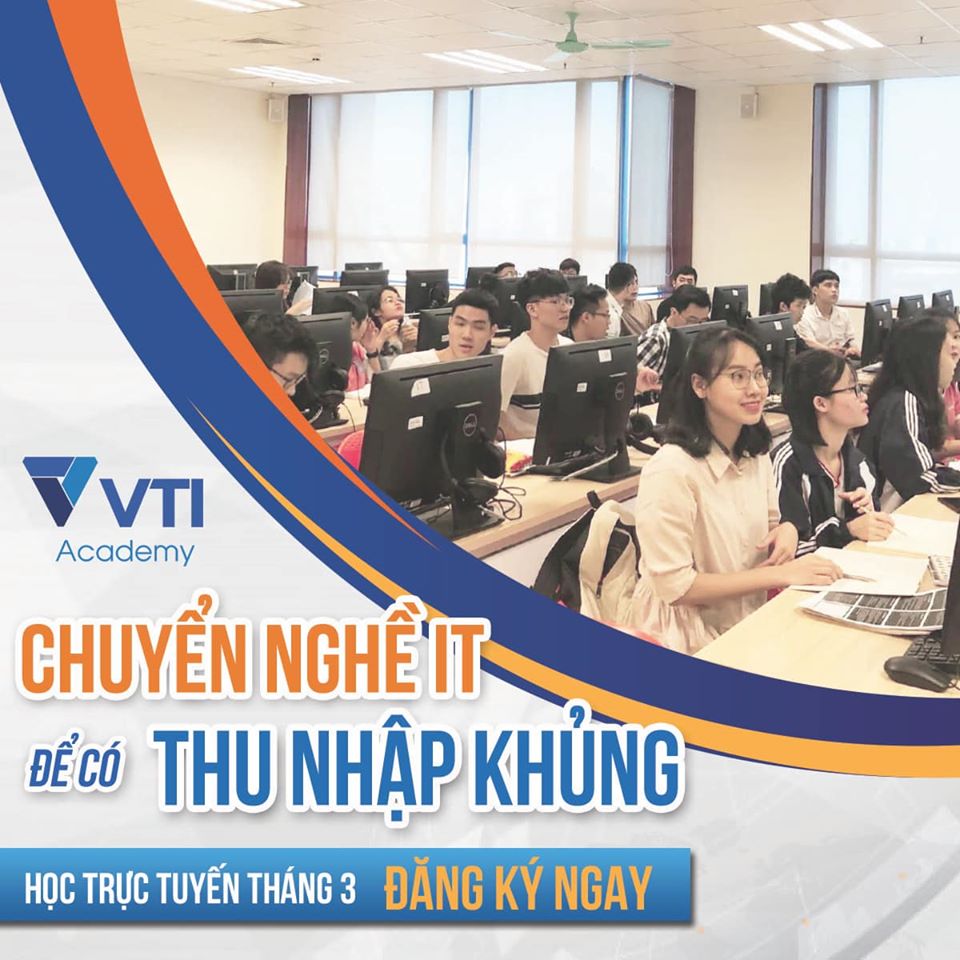 VTI
Academy
CHUYỂN NGHỀ IT
ĐỂ CÓ THU NHẬP KHỦNG
HỌC TRỰC TUYẾN THÁNG 3 ĐĂNG KÝ NGAY